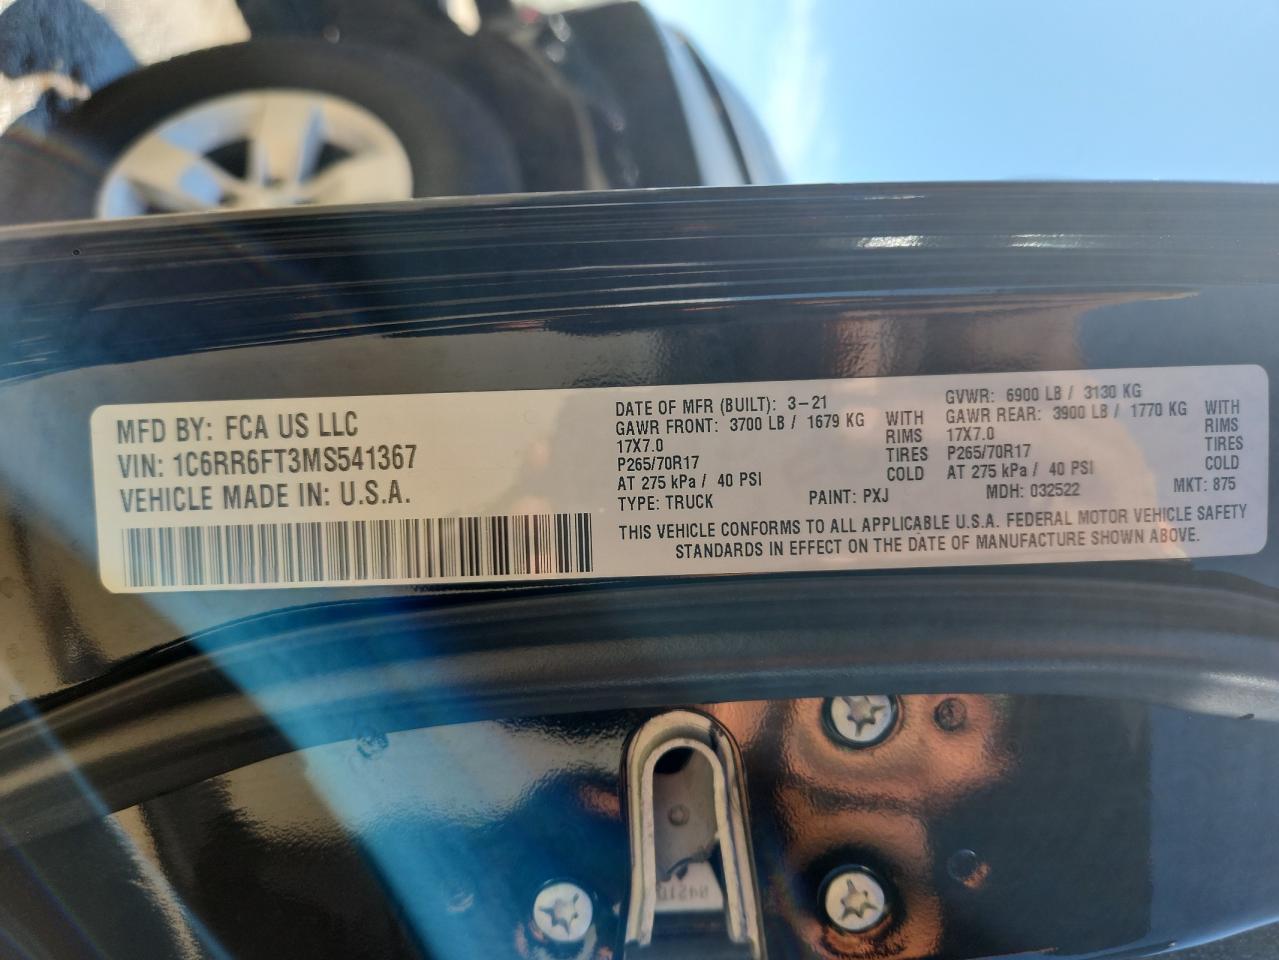 MFD BY: FCA US LLC
VIN: 1C6RR6FT3MS541367
VEHICLE MADE IN: U.S.A.
DATE OF MFR (BUILT): 3-21
GAWR FRONT: 3700 LB / 1679 KG WITH
17X7.0 RIMS
P265/70R17 TIRES
AT 275 kPa / 40 PSI COLD
TYPE: TRUCK PAINT: PXJ
GVWR: 6900 LB / 3130 KG
GAWR REAR: 3900 LB / 1770 KG WITH
17X7.0 RIMS
P265/70R17 TIRES
AT 275 kPa / 40 PSI COLD
MDH: 032522 MKT: 875
THIS VEHICLE CONFORMS TO ALL APPLICABLE U.S.A. FEDERAL MOTOR VEHICLE SAFETY
STANDARDS IN EFFECT ON THE DATE OF MANUFACTURE SHOWN ABOVE.